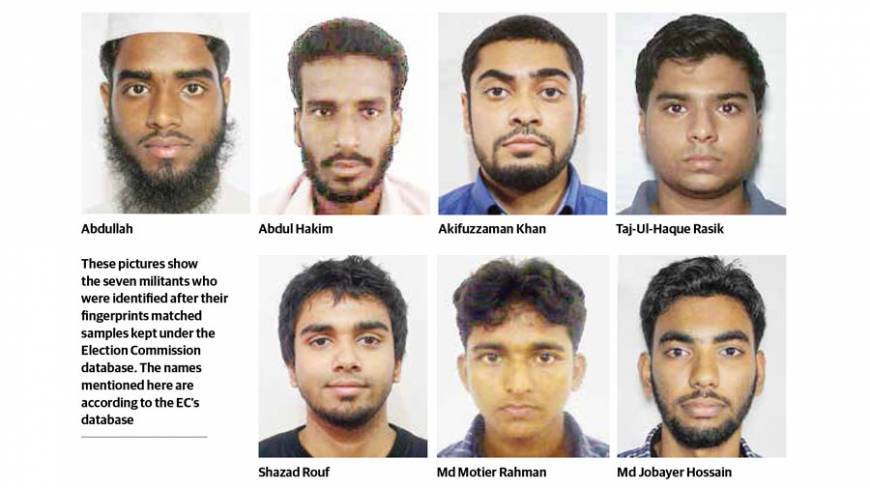 Abdullah
Abdul Hakim
Akifuzzaman Khan
Taj-Ul-Haque Rasik
These pictures show
the seven militants who
were identified after their
fingerprints matched
samples kept under the
Election Commission
database. The names
mentioned here are
according to the EC's
database
Shazad Rouf
Md Motier Rahman
Md Jobayer Hossain